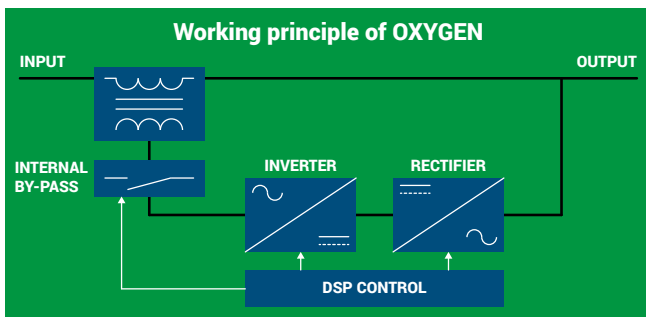 Working principle of OXYGEN
INPUT
OUTPUT
INTERNAL
BY-PASS
INVERTER
RECTIFIER
DSP CONTROL